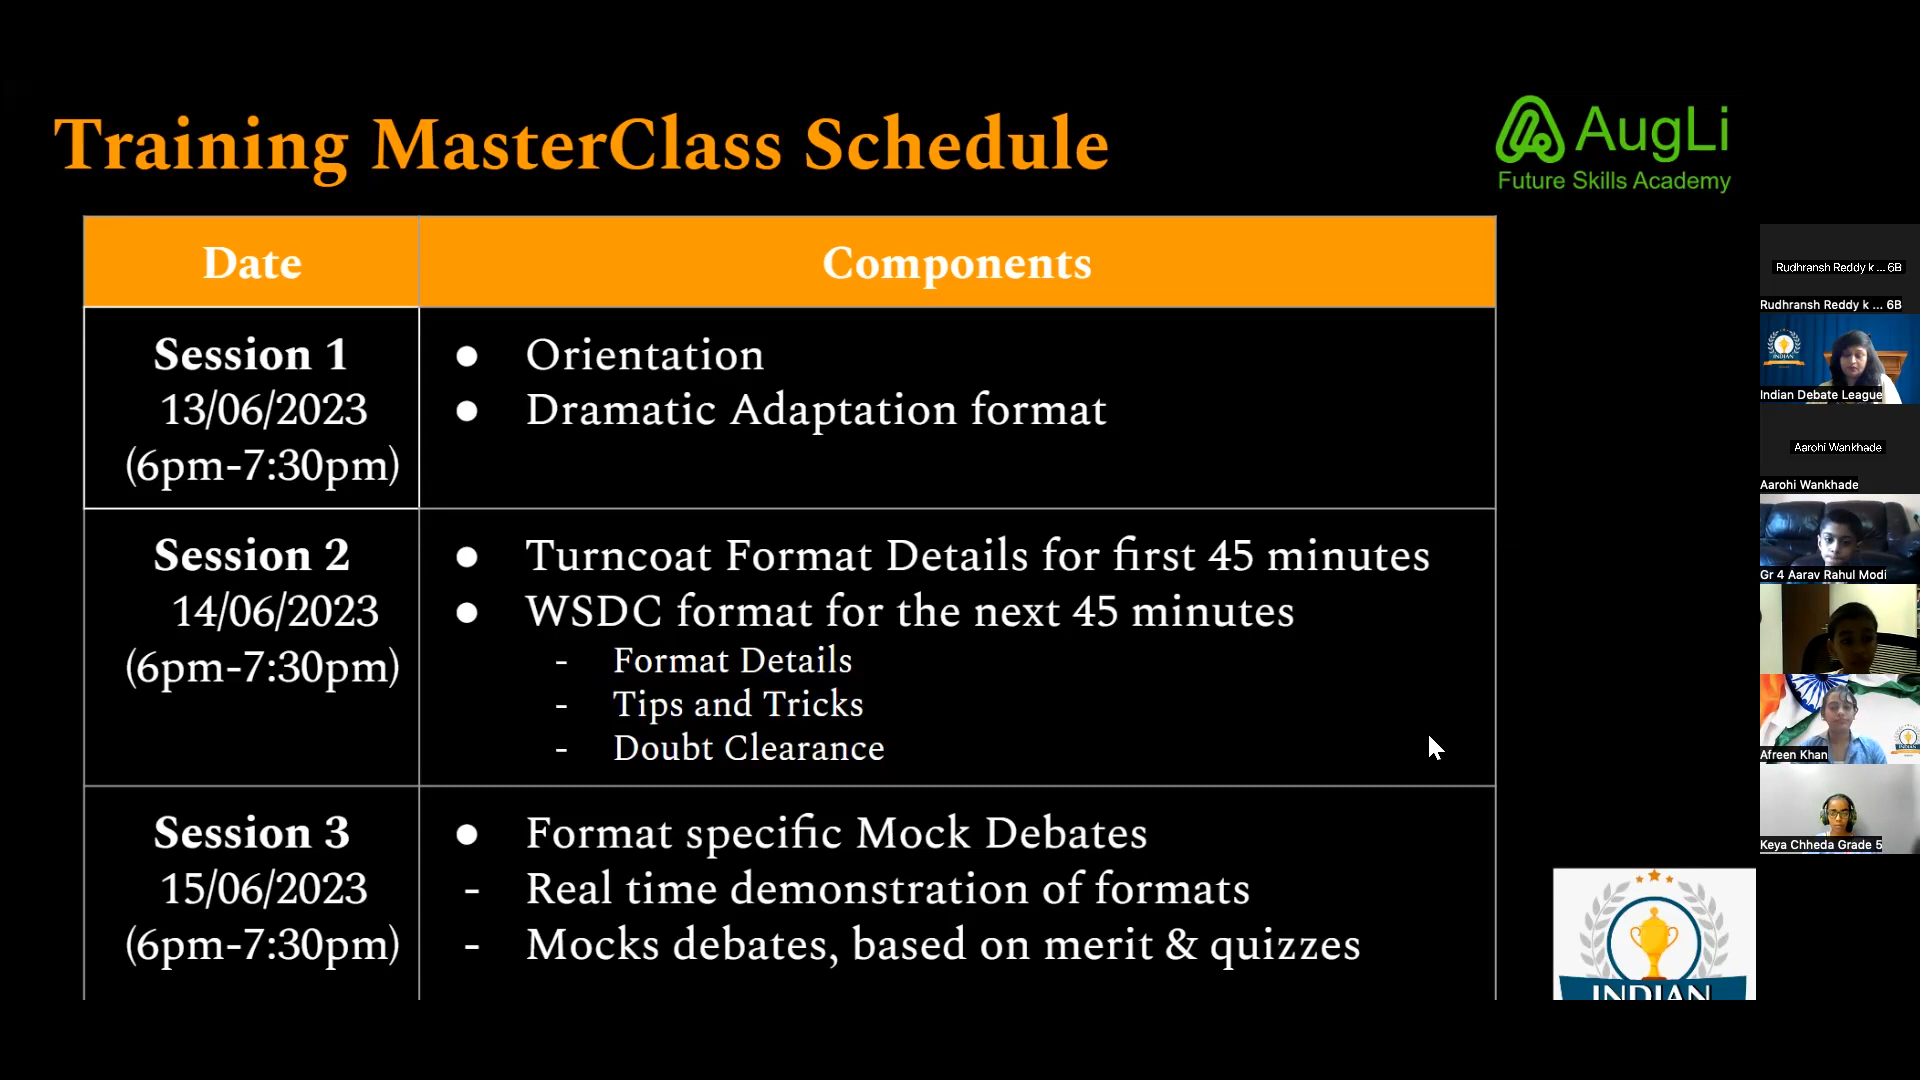 Training MasterClass Schedule
AugLi
Future Skills Academy
Date
Components
Session 1
13/06/2023
(6pm-7:30pm)
● Orientation
● Dramatic Adaptation format
Session 2
14/06/2023
(6pm-7:30pm)
● Turncoat Format Details for first 45 minutes
● WSDC format for the next 45 minutes
- Format Details
- Tips and Tricks
- Doubt Clearance
Session 3
15/06/2023
(6pm-7:30pm)
● Format specific Mock Debates
- Real time demonstration of formats
- Mocks debates, based on merit & quizzes
Rudhransh Reddy k ... 6B
Rudhransh Reddy k ... 6B
INDIAN
Indian Debate League
Aarohi Wankhade
Aarohi Wankhade
Gr 4 Aarav Rahul Modi
INDIAN
Afreen Khan
Keya Chheda Grade 5
INDIAN